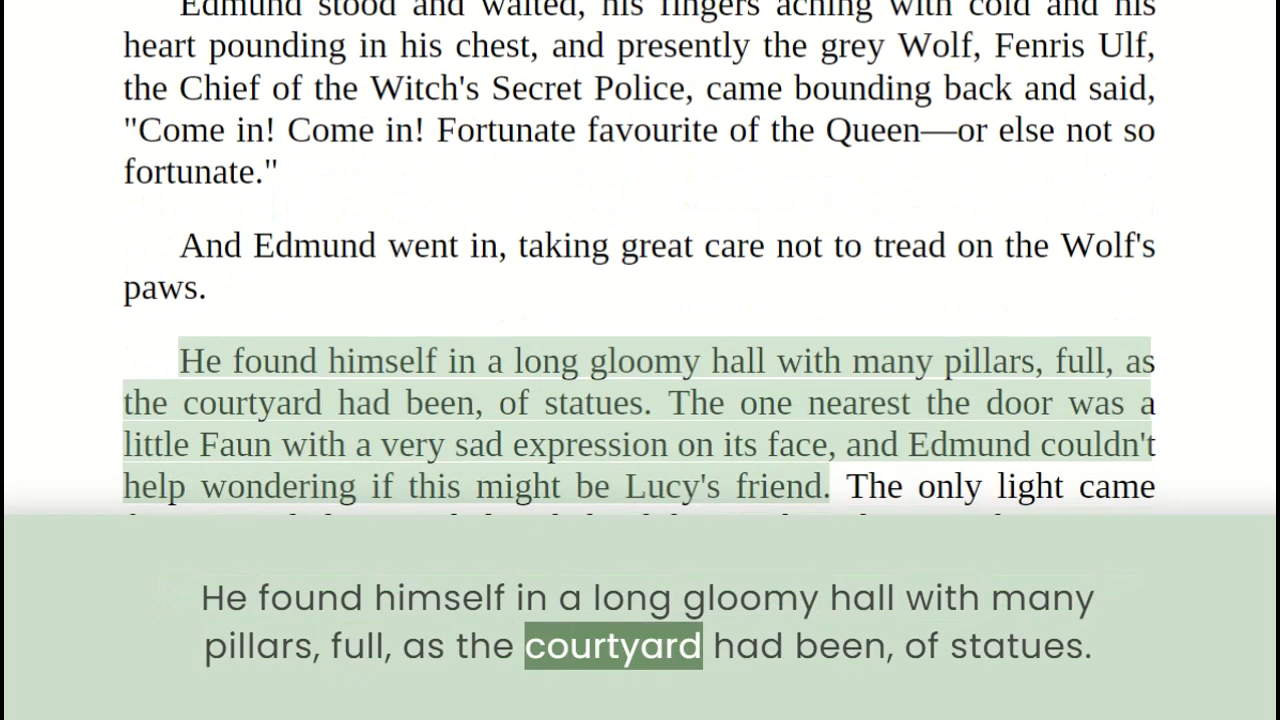 Edmund stood and waited, his fingers aching with cold and his
heart pounding in his chest, and presently the grey Wolf, Fenris Ulf,
the Chief of the Witch's Secret Police, came bounding back and said,
"Come in! Come in! Fortunate favourite of the Queen—or else not so
fortunate."
And Edmund went in, taking great care not to tread on the Wolf's
paws.
He found himself in a long gloomy hall with many pillars, full, as
the courtyard had been, of statues. The one nearest the door was a
little Faun with a very sad expression on its face, and Edmund couldn't
help wondering if this might be Lucy's friend. The only light came
He found himself in a long gloomy hall with many
pillars, full, as the courtyard had been, of statues.